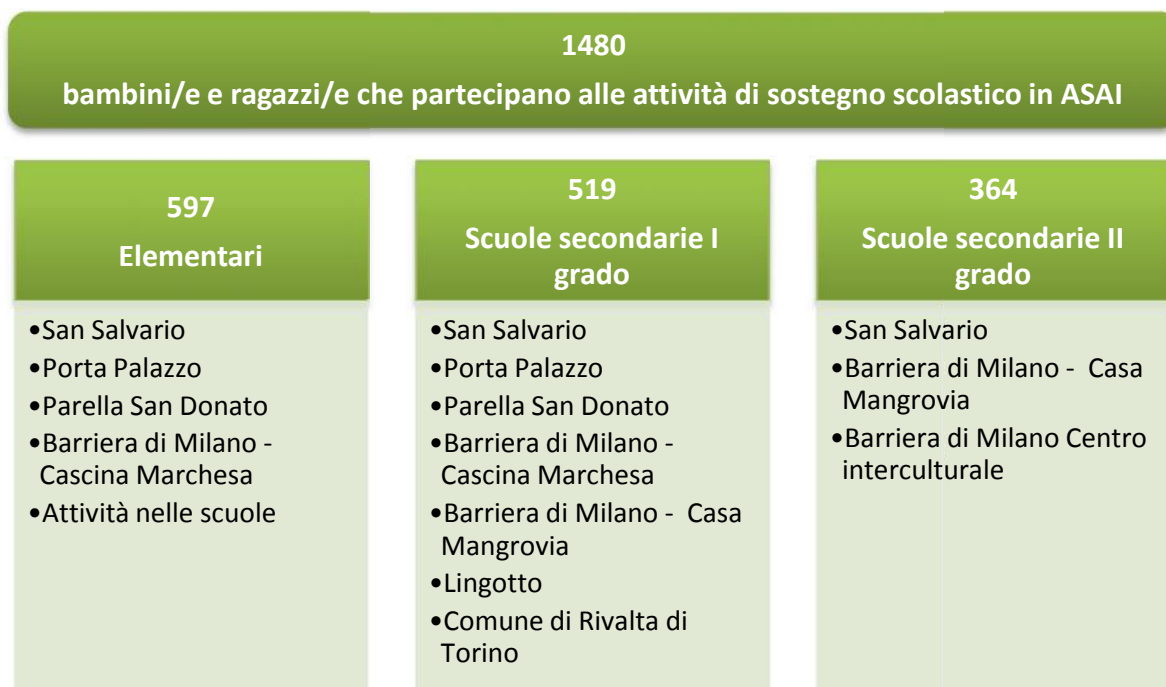 1480
bambini/e e ragazzi/e che partecipano alle attività di sostegno scolastico in ASAI
597
Elementari
•San Salvario
•Porta Palazzo
•Parella San Donato
•Barriera di Milano -
Cascina Marchesa
•Attività nelle scuole
519
Scuole secondarie I
grado
•San Salvario
•Porta Palazzo
•Parella San Donato
•Barriera di Milano -
Cascina Marchesa
•Barriera di Milano - Casa
Mangrovia
•Lingotto
•Comune di Rivalta di
Torino
364
Scuole secondarie II
grado
•San Salvario
•Barriera di Milano - Casa
Mangrovia
•Barriera di Milano Centro
interculturale